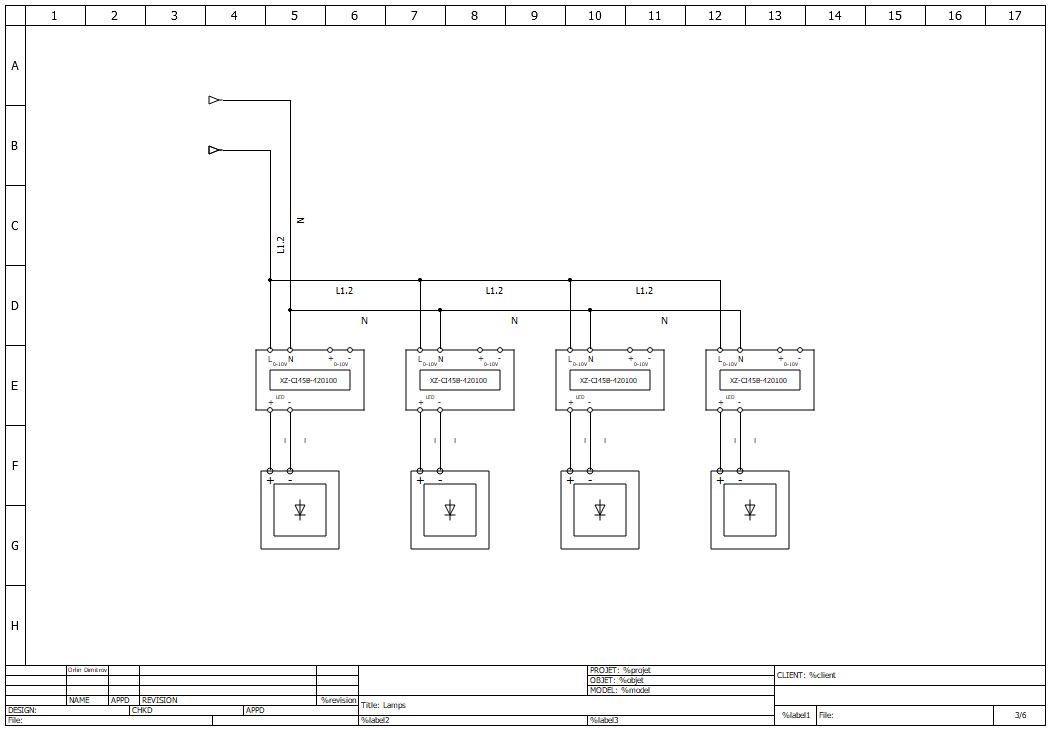 1 2 3 4 5 6 7 8 9 10 11 12 13 14 15 16 17
A
B
C
N
L1.2
D
L1.2 L1.2 L1.2
N N N
E
L N + - L N + - L N + - L N + -
0-10V 0-10V 0-10V 0-10V 0-10V 0-10V 0-10V 0-10V
XZ-CI45B-420100 XZ-CI45B-420100 XZ-CI45B-420100 XZ-CI45B-420100
LED LED LED LED
+ - + - + - + -
F
+ - + - + - + -
G
H
Orlin Dimitrov
PROJET: %projet
OBJET: %objet
MODEL: %model
CLIENT: %client
NAME APPD REVISION %revision
Title: Lamps
DESIGN: CHKD APPD
File: %label2 %label3
%label1 File: 3/6